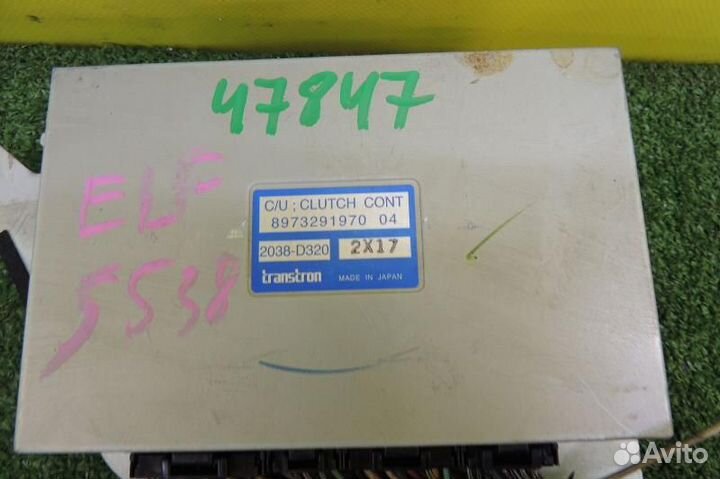 47847
ELF
5538
C/U ; CLUTCH CONT
8973291970 04
2038-D320 2X17
transtron MADE IN JAPAN
Avito